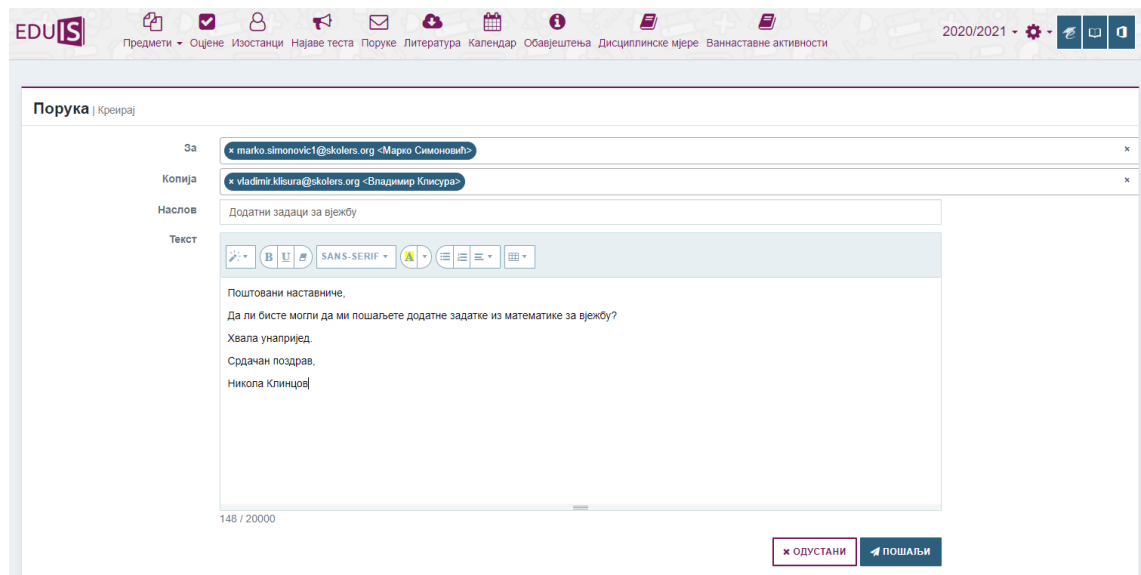 EDUIS
Предмети Оцјене Изостанци Најаве теста Поруке Литература Календар Обавјештења Дисциплинске мјере Ваннаставне активности 2020/2021
Порука | Креирај
За × marko.simonovic1@skolers.org <Марко Симоновић> ×
Копија × vladimir.klisura@skolers.org <Владимир Клисура> ×
Наслов Додатни задаци за вјежбу
Текст
B U SANS-SERIF A
Поштовани наставниче,
Да ли бисте могли да ми пошаљете додатне задатке из математике за вјежбу?
Хвала унапријед.
Срдачан поздрав,
Никола Клинцов
148 / 20000
× ОДУСТАНИ ПОШАЉИ